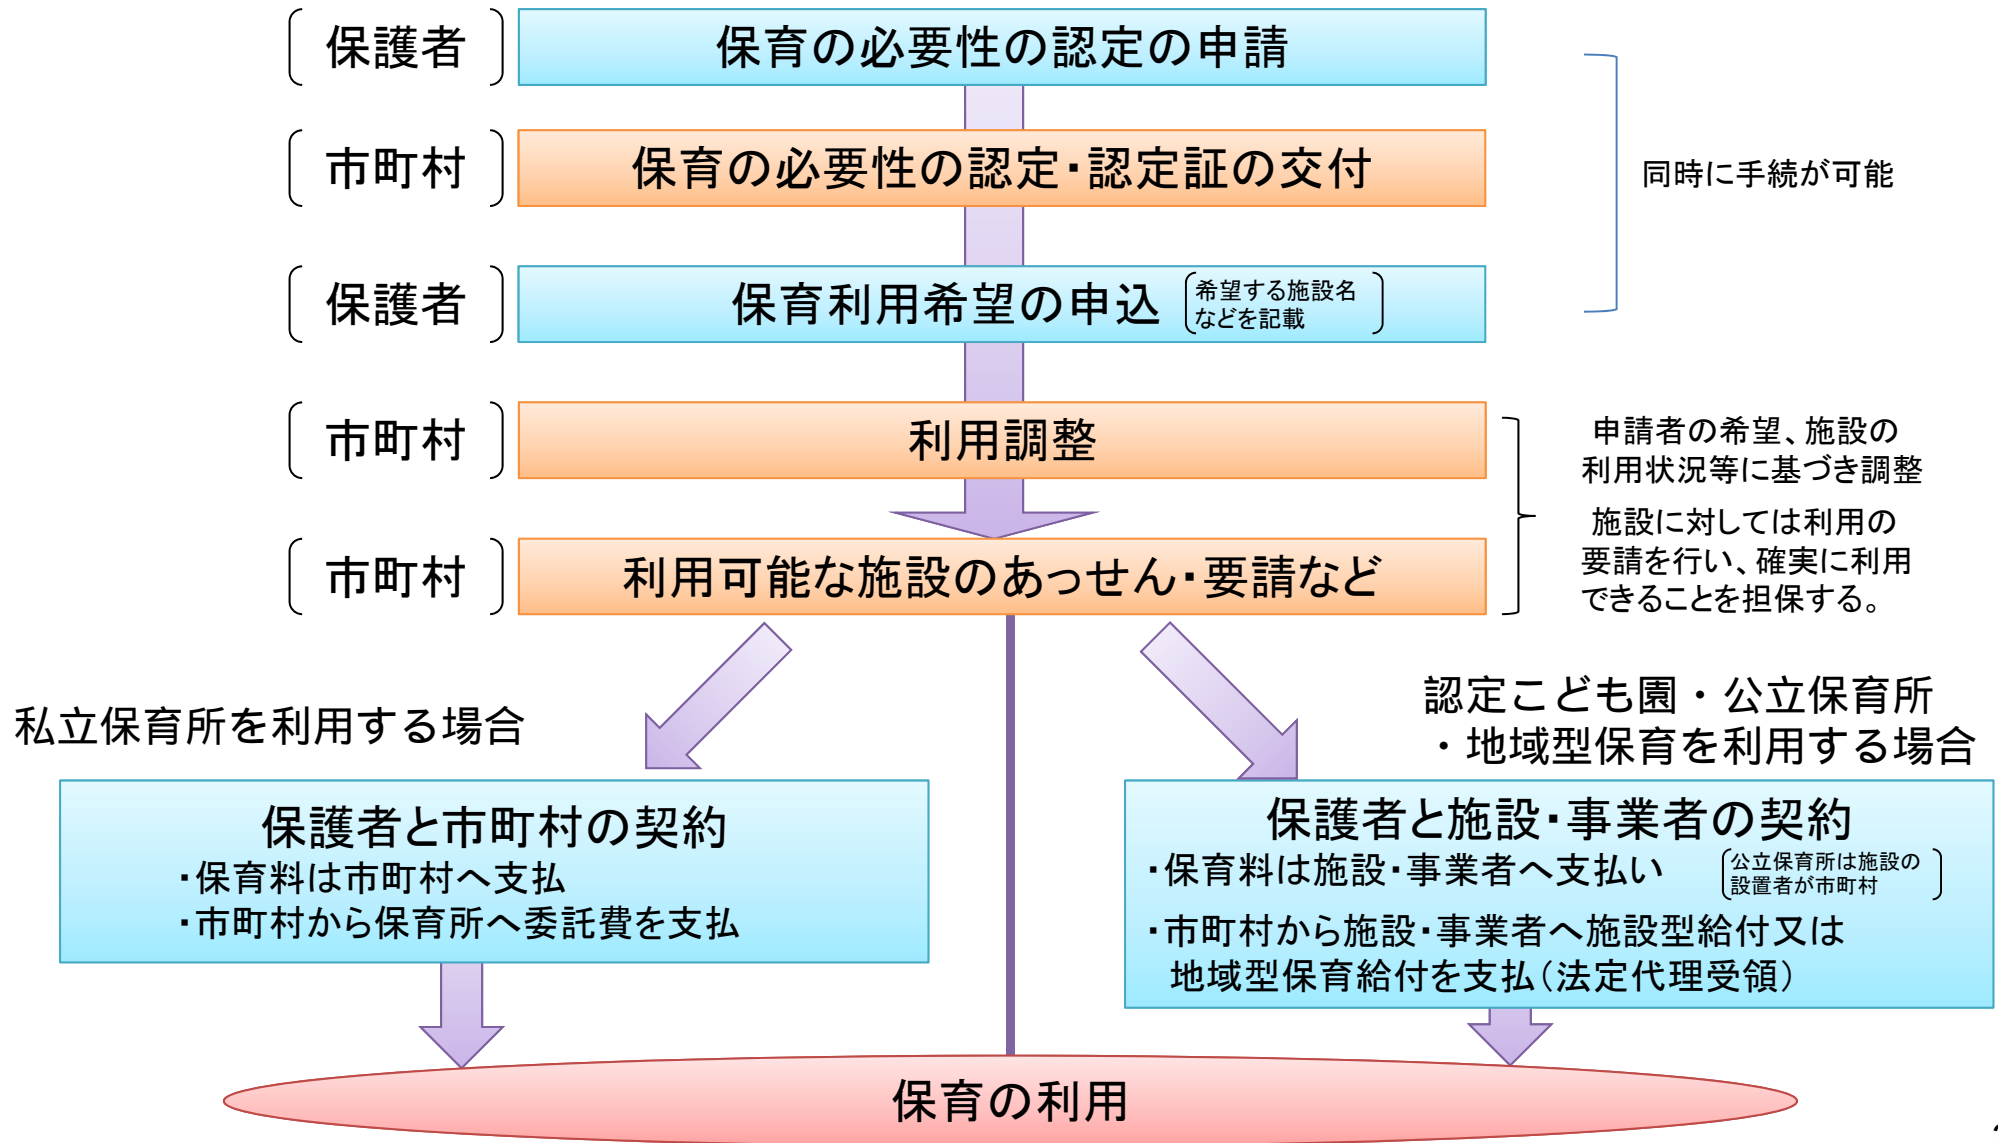 保護者
保育の必要性の認定の申請
市町村
保育の必要性の認定・認定証の交付
同時に手続が可能
保護者
保育利用希望の申込
希望する施設名
などを記載
市町村
利用調整
申請者の希望、施設の
利用状況等に基づき調整
施設に対しては利用の
要請を行い、確実に利用
できることを担保する。
市町村
利用可能な施設のあっせん・要請など
私立保育所を利用する場合
認定こども園・公立保育所
・地域型保育を利用する場合
保護者と市町村の契約
・保育料は市町村へ支払
・市町村から保育所へ委託費を支払
保護者と施設・事業者の契約
・保育料は施設・事業者へ支払い
公立保育所は施設の
設置者が市町村
・市町村から施設・事業者へ施設型給付又は
地域型保育給付を支払（法定代理受領）
保育の利用